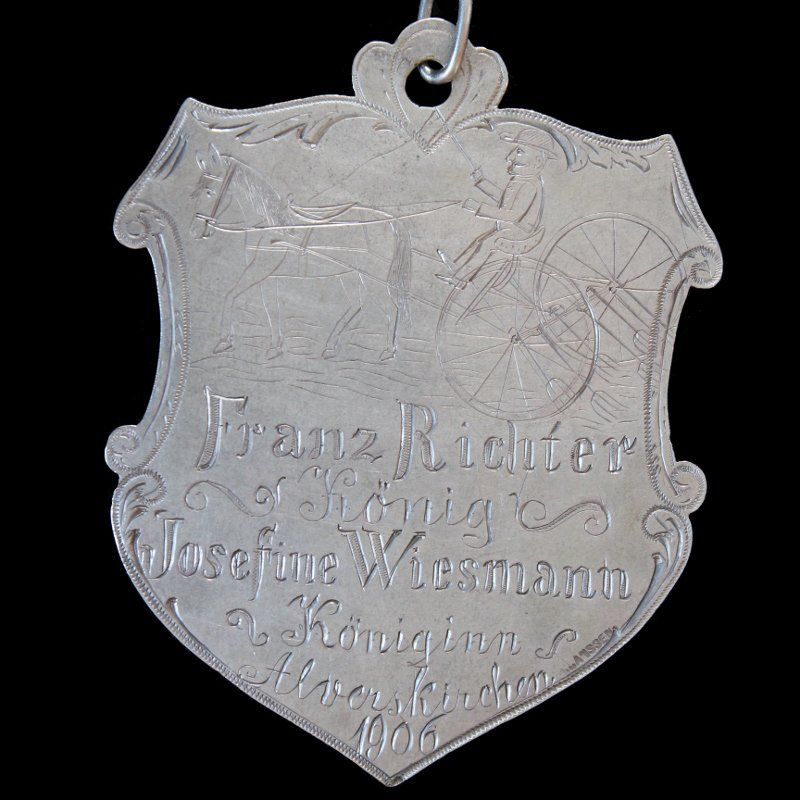 Franz Richter
König
Josefine Wiesmann
Königinn
Alverskirchen
1906